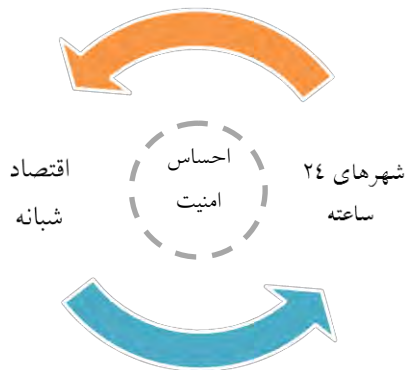 احساس
امنیت
شهرهای ٢٤
ساعته
اقتصاد
شبانه